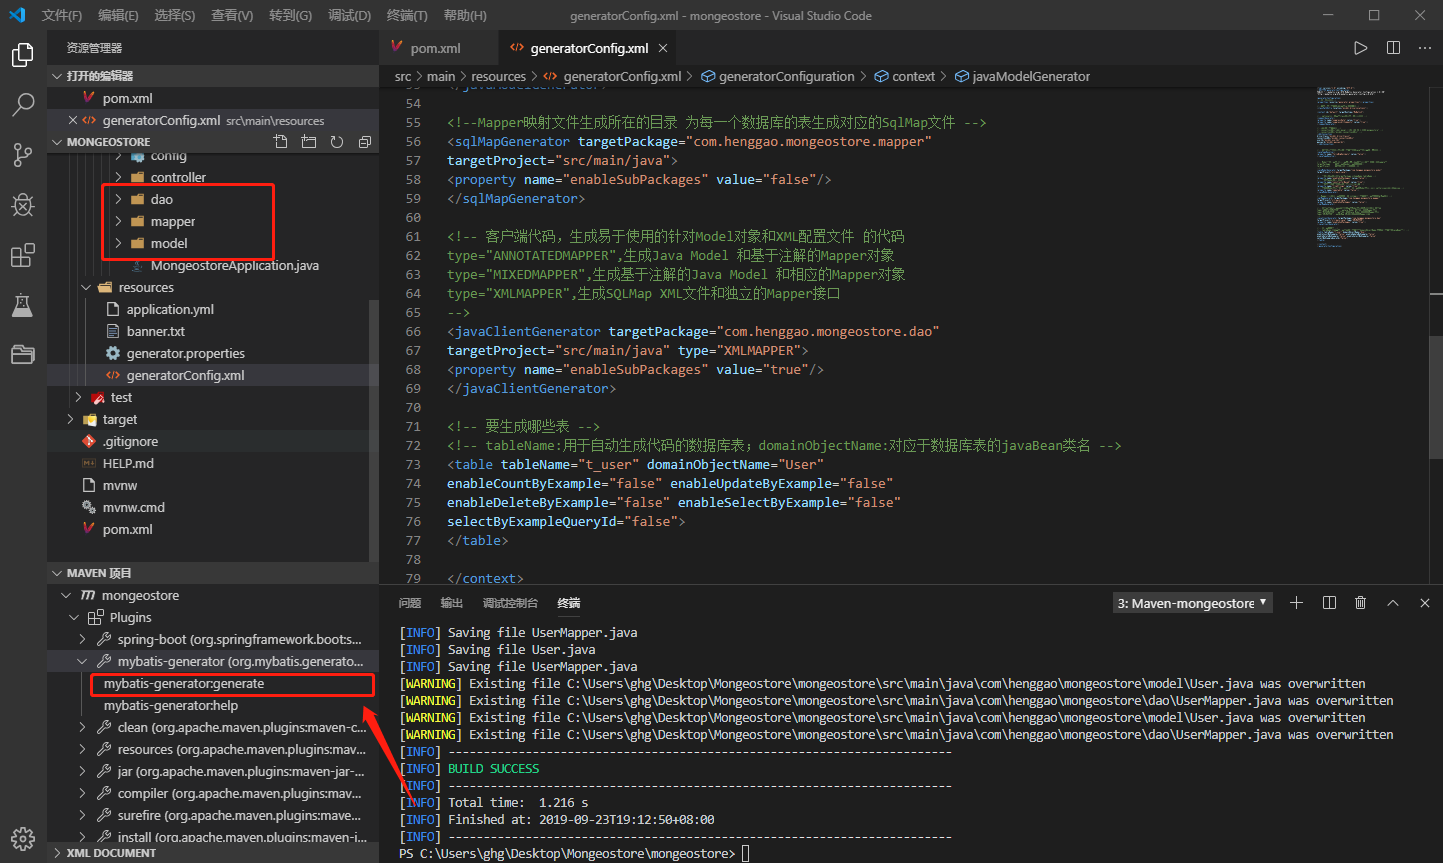 文件(F) 编辑(E) 选择(S) 查看(V) 转到(G) 调试(D) 终端(T) 帮助(H) generatorConfig.xml - mongeostore - Visual Studio Code
资源管理器
打开的编辑器
pom.xml
generatorConfig.xml src\main\resources
MONGEOSTORE
config
controller
dao
mapper
model
MongeostoreApplication.java
resources
application.yml
banner.txt
generator.properties
generatorConfig.xml
test
target
.gitignore
HELP.md
mvnw
mvnw.cmd
pom.xml
MAVEN 项目
mongeostore
Plugins
spring-boot (org.springframework.boot:s...
mybatis-generator (org.mybatis.generato...
mybatis-generator:generate
mybatis-generator:help
clean (org.apache.maven.plugins:maven-c...
resources (org.apache.maven.plugins:mav...
jar (org.apache.maven.plugins:maven-jar-...
compiler (org.apache.maven.plugins:mav...
surefire (org.apache.maven.plugins:mave...
install (org.apache.maven.plugins:maven-i...
XML DOCUMENT
pom.xml generatorConfig.xml
src > main > resources > generatorConfig.xml > generatorConfiguration > context > javaModelGenerator
53 </javaModelGenerator>
54
55 <!--Mapper映射文件生成所在的目录 为每一个数据库的表生成对应的SqlMap文件 -->
56 <sqlMapGenerator targetPackage="com.henggao.mongeostore.mapper"
57 targetProject="src/main/java">
58 <property name="enableSubPackages" value="false"/>
59 </sqlMapGenerator>
60
61 <!-- 客户端代码，生成易于使用的针对Model对象和XML配置文件 的代码
62 type="ANNOTATEDMAPPER",生成Java Model 和基于注解的Mapper对象
63 type="MIXEDMAPPER",生成基于注解的Java Model 和相应的Mapper对象
64 type="XMLMAPPER",生成SQLMap XML文件和独立的Mapper接口
65 -->
66 <javaClientGenerator targetPackage="com.henggao.mongeostore.dao"
67 targetProject="src/main/java" type="XMLMAPPER">
68 <property name="enableSubPackages" value="true"/>
69 </javaClientGenerator>
70
71 <!-- 要生成哪些表 -->
72 <!-- tableName:用于自动生成代码的数据库表；domainObjectName:对应于数据库表的javaBean类名 -->
73 <table tableName="t_user" domainObjectName="User"
74 enableCountByExample="false" enableUpdateByExample="false"
75 enableDeleteByExample="false" enableSelectByExample="false"
76 selectByExampleQueryId="false">
77 </table>
78
79 </context>
问题 输出 调试控制台 终端 3: Maven-mongeostore
[INFO] Saving file UserMapper.java
[INFO] Saving file User.java
[INFO] Saving file UserMapper.java
[WARNING] Existing file C:\Users\ghg\Desktop\Mongeostore\mongeostore\src\main\java\com\henggao\mongeostore\model\User.java was overwritten
[WARNING] Existing file C:\Users\ghg\Desktop\Mongeostore\mongeostore\src\main\java\com\henggao\mongeostore\dao\UserMapper.java was overwritten
[WARNING] Existing file C:\Users\ghg\Desktop\Mongeostore\mongeostore\src\main\java\com\henggao\mongeostore\model\User.java was overwritten
[WARNING] Existing file C:\Users\ghg\Desktop\Mongeostore\mongeostore\src\main\java\com\henggao\mongeostore\dao\UserMapper.java was overwritten
[INFO] ------------------------------------------------------------------------
[INFO] BUILD SUCCESS
[INFO] ------------------------------------------------------------------------
[INFO] Total time:  1.216 s
[INFO] Finished at: 2019-09-23T19:12:50+08:00
[INFO] ------------------------------------------------------------------------
PS C:\Users\ghg\Desktop\Mongeostore\mongeostore>